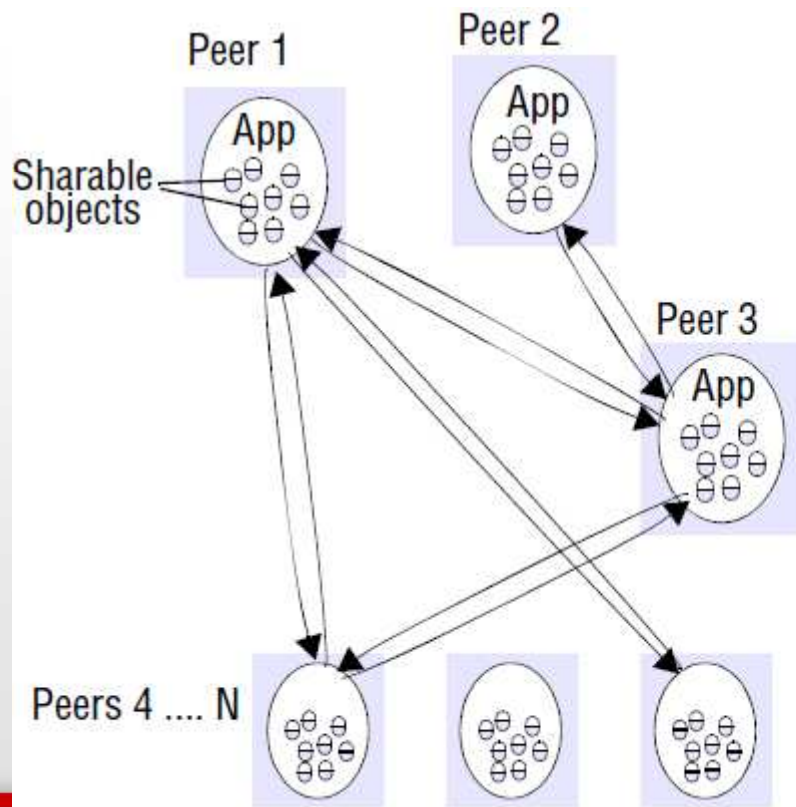 Peer 1
Peer 2
App
App
Sharable
objects
Peer 3
App
Peers 4 .... N